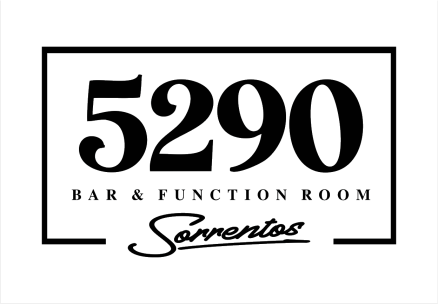 5290
BAR & FUNCTION ROOM
Sorrentos